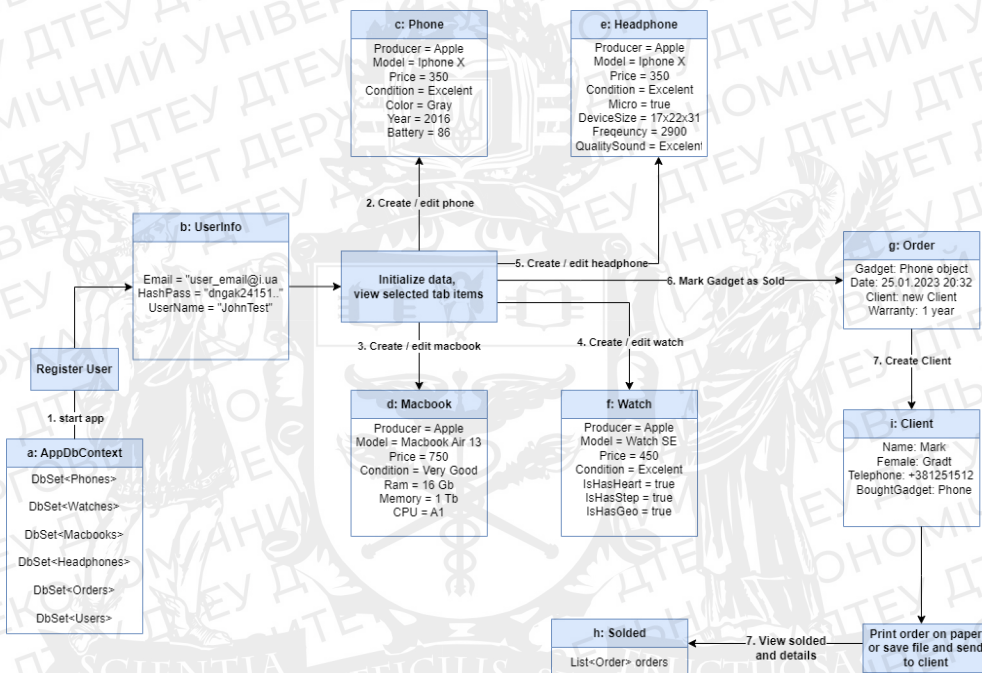 c: Phone
Producer = Apple
Model = Iphone X
Price = 350
Condition = Excelent
Color = Gray
Year = 2016
Battery = 86
e: Headphone
Producer = Apple
Model = Iphone X
Price = 350
Condition = Excelent
Micro = true
DeviceSize = 17x22x31
Freqeuncy = 2900
QualitySound = Excelent
2. Create / edit phone
b: UserInfo
Email = "user_email@i.ua
HashPass = "dngak24151.."
UserName = "JohnTest"
Initialize data,
view selected tab items
5. Create / edit headphone
6. Mark Gadget as Sold
g: Order
Gadget: Phone object
Date: 25.01.2023 20:32
Client: new Client
Warranty: 1 year
3. Create / edit macbook
4. Create / edit watch
7. Create Client
Register User
1. start app
d: Macbook
Producer = Apple
Model = Macbook Air 13
Price = 750
Condition = Very Good
Ram = 16 Gb
Memory = 1 Tb
CPU = A1
f: Watch
Producer = Apple
Model = Watch SE
Price = 450
Condition = Excelent
IsHasHeart = true
IsHasStep = true
IsHasGeo = true
i: Client
Name: Mark
Female: Gradt
Telephone: +381251512
BoughtGadget: Phone
a: AppDbContext
DbSet<Phones>
DbSet<Watches>
DbSet<Macbooks>
DbSet<Headphones>
DbSet<Orders>
DbSet<Users>
h: Solded
List<Order> orders
7. View solded
and details
Print order on paper
or save file and send
to client
SCIENTIA